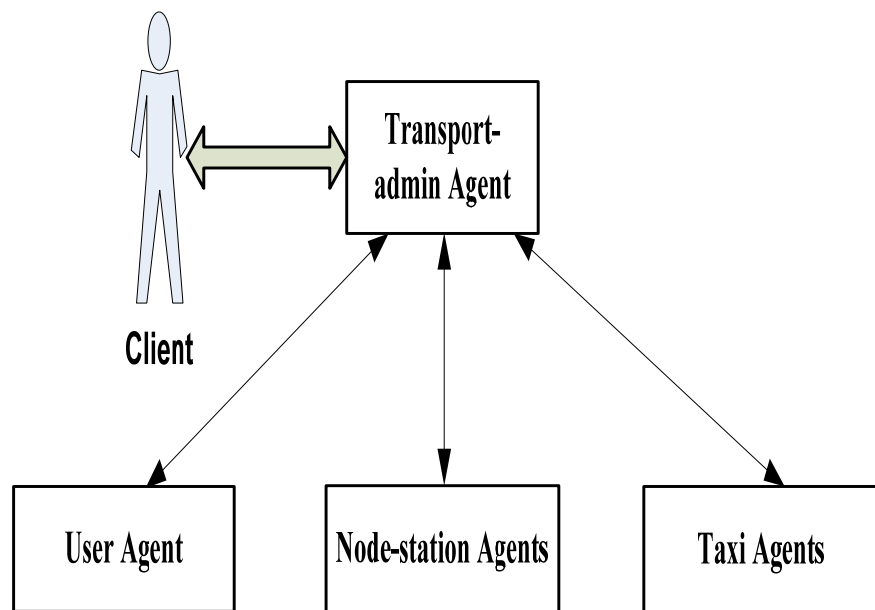 Transport-
admin Agent
Client
User Agent
Node-station Agents
Taxi Agents